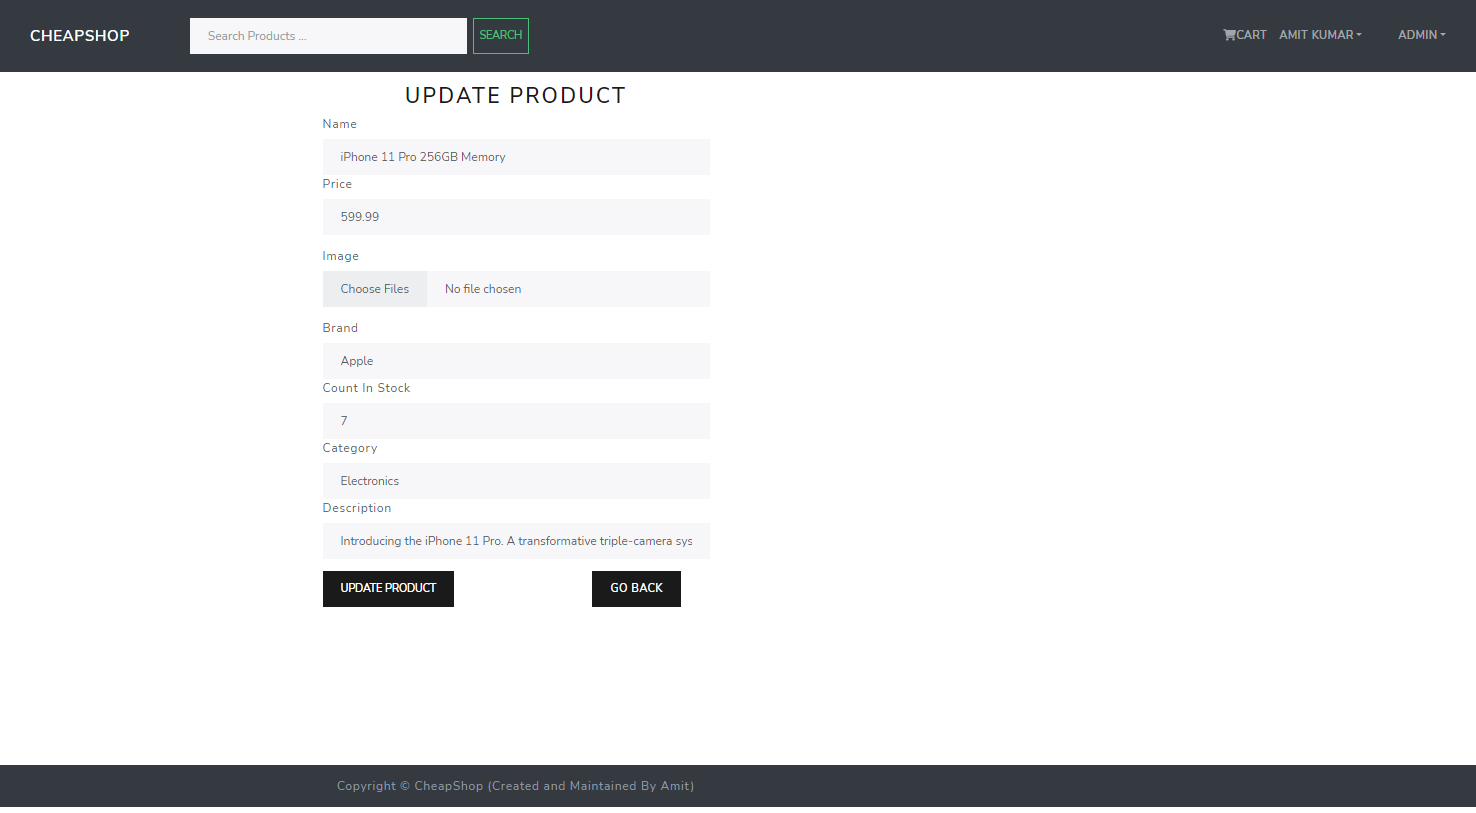 CHEAPSHOP Search Products ... SEARCH CART AMIT KUMAR ADMIN
UPDATE PRODUCT
Name
iPhone 11 Pro 256GB Memory
Price
599.99
Image
Choose Files No file chosen
Brand
Apple
Count In Stock
7
Category
Electronics
Description
Introducing the iPhone 11 Pro. A transformative triple-camera sys
UPDATE PRODUCT GO BACK
Copyright © CheapShop (Created and Maintained By Amit)